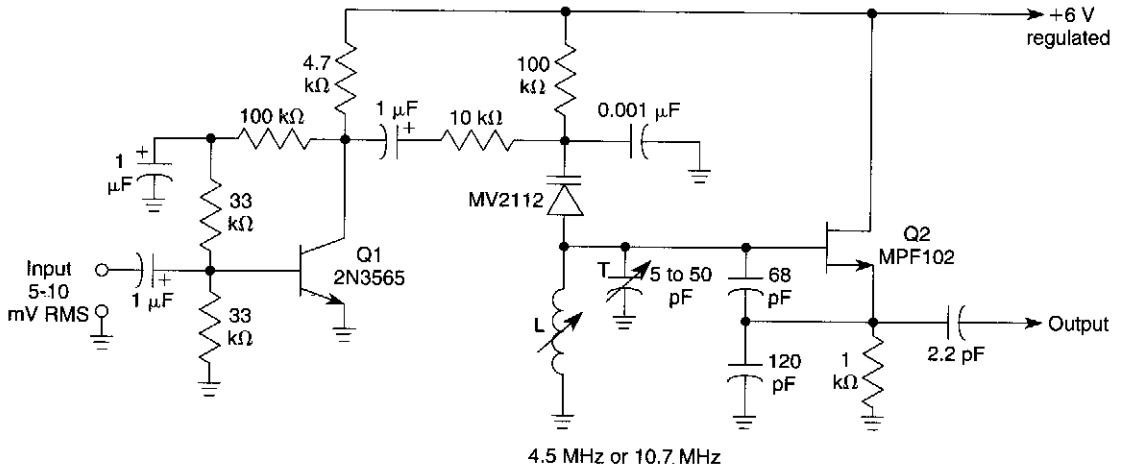 +6 V
regulated
4.7
kΩ
100
kΩ
1 μF
+
10 kΩ
0.001 μF
100 kΩ
+
1
μF
33
kΩ
MV2112
Q1
2N3565
Input
5-10
mV RMS
1 μF
+
33
kΩ
T
5 to 50
pF
68
pF
Q2
MPF102
L
120
pF
1
kΩ
2.2 pF
Output
4.5 MHz or 10.7 MHz